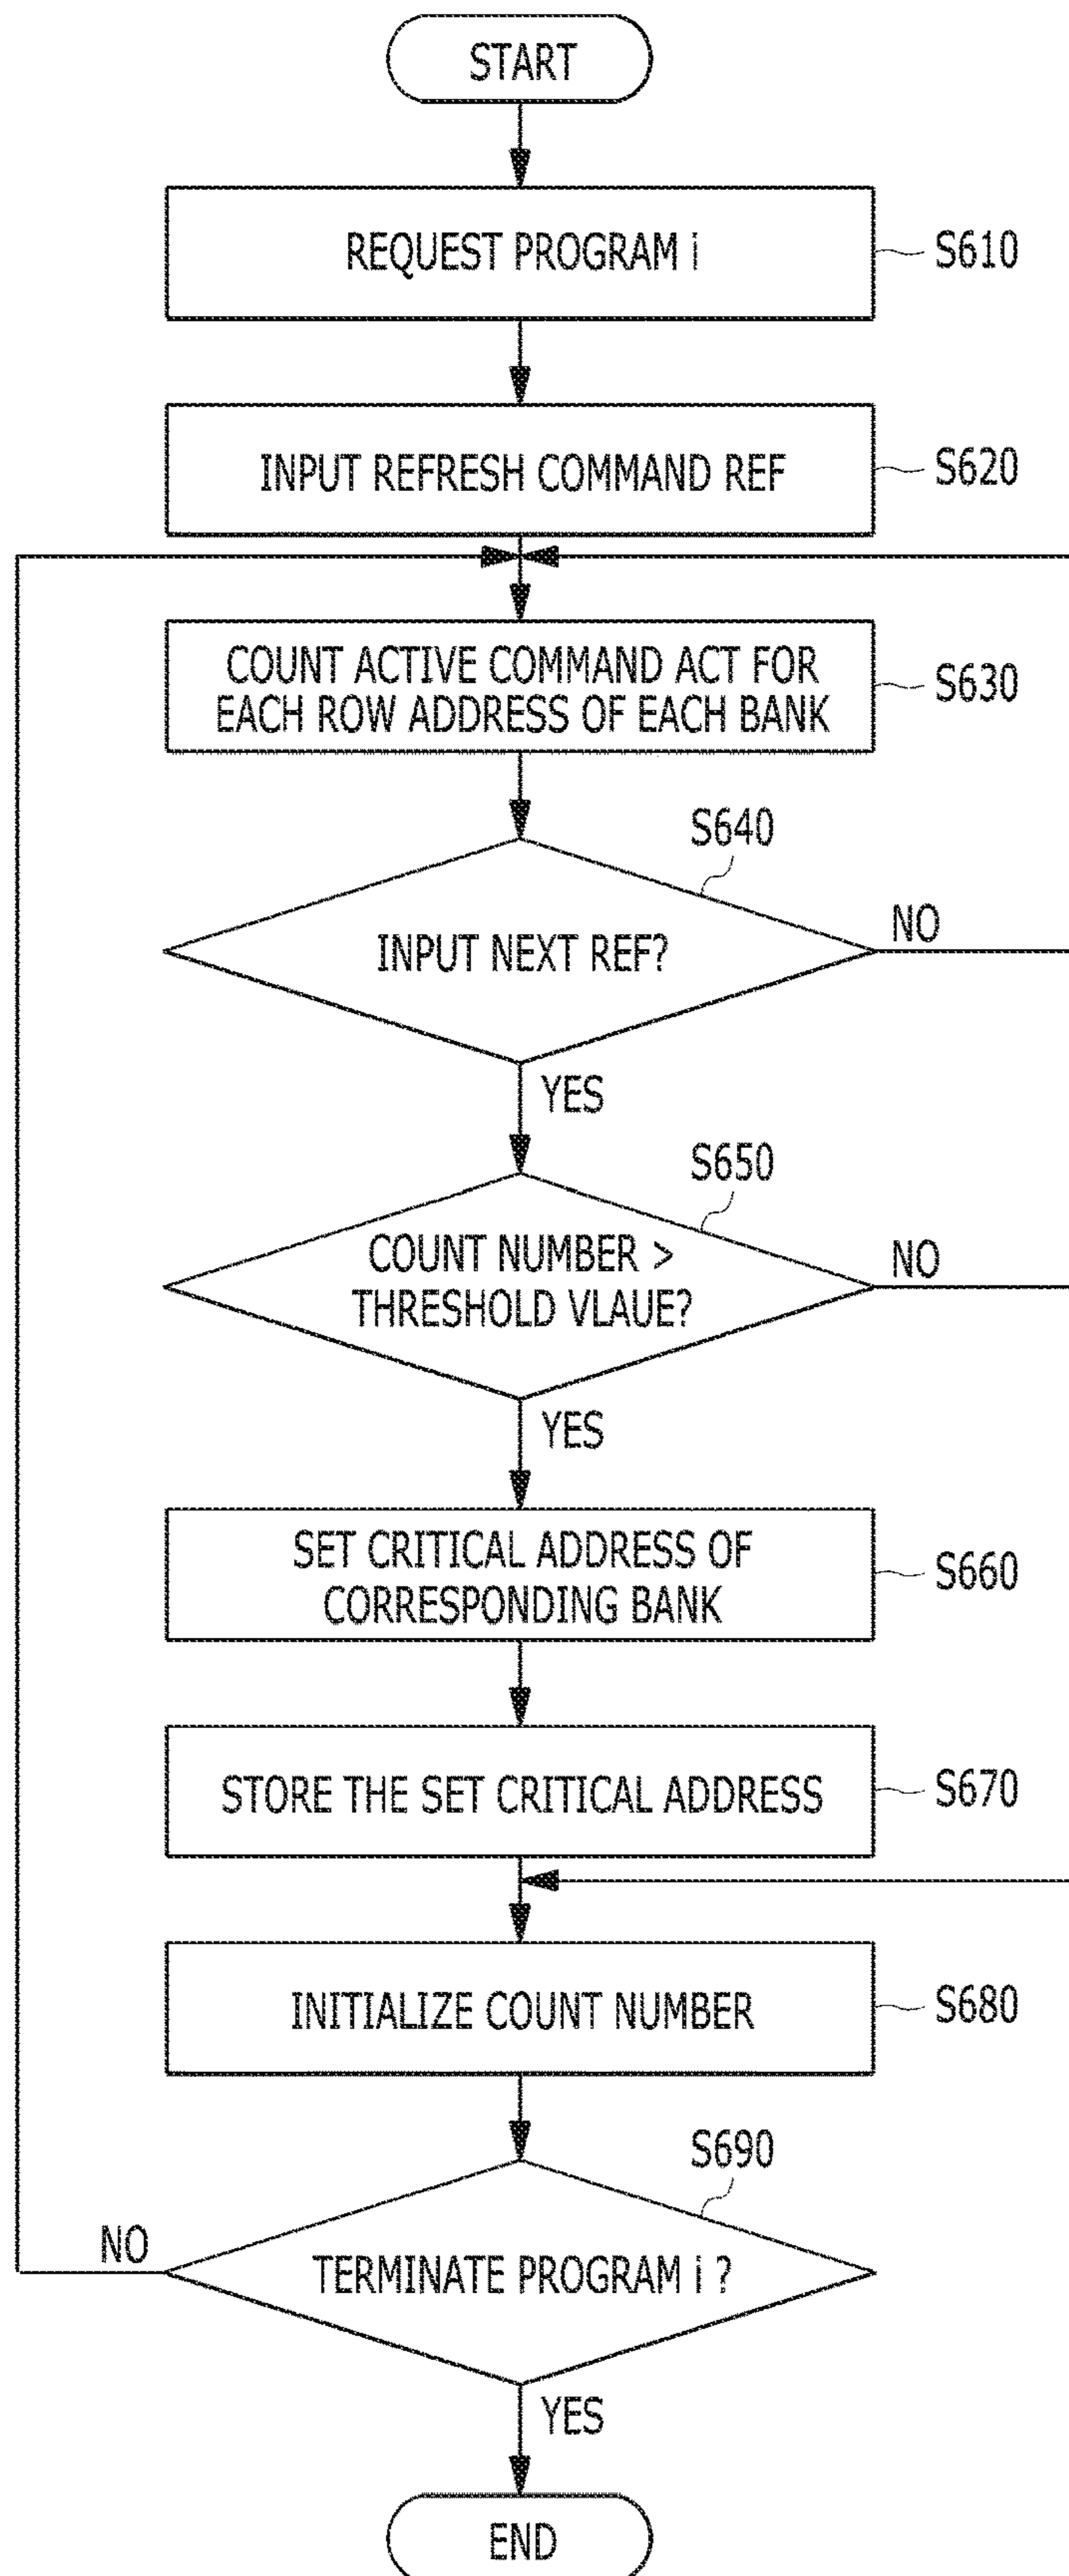 START
REQUEST PROGRAM i
S610
INPUT REFRESH COMMAND REF
S620
COUNT ACTIVE COMMAND ACT FOR
EACH ROW ADDRESS OF EACH BANK
S630
S640
INPUT NEXT REF?
NO
YES
S650
COUNT NUMBER >
THRESHOLD VLAUE?
NO
YES
SET CRITICAL ADDRESS OF
CORRESPONDING BANK
S660
STORE THE SET CRITICAL ADDRESS
S670
INITIALIZE COUNT NUMBER
S680
S690
NO
TERMINATE PROGRAM i ?
YES
END